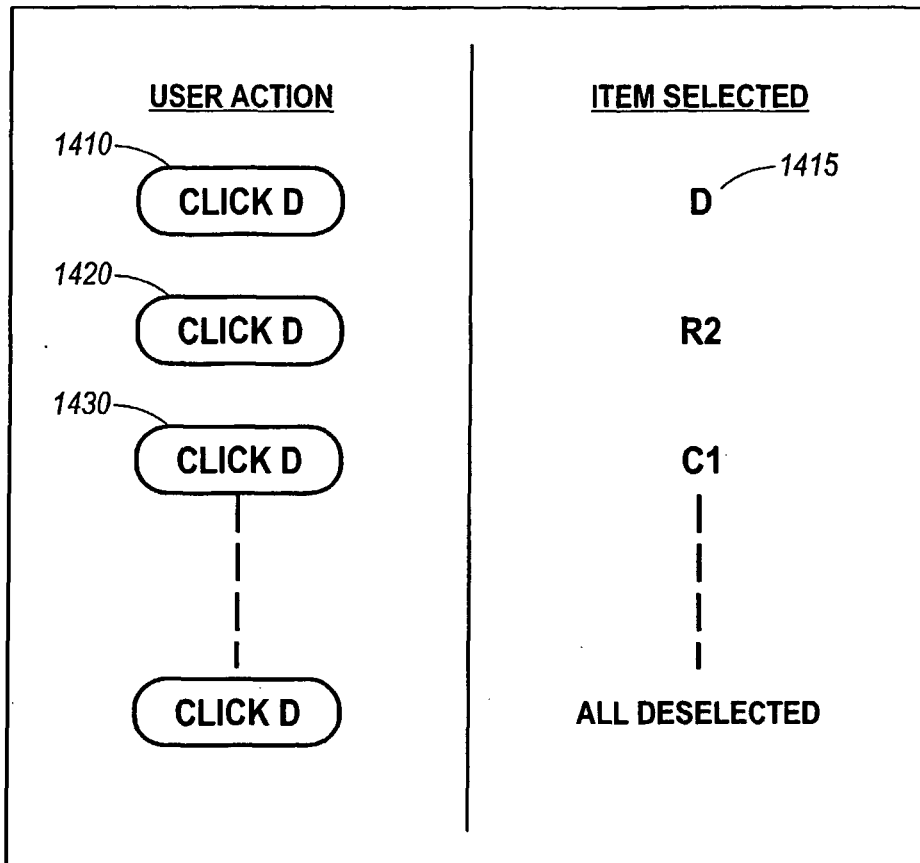 USER ACTION ITEM SELECTED
1410
CLICK D D 1415
1420
CLICK D R2
1430
CLICK D C1
CLICK D ALL DESELECTED